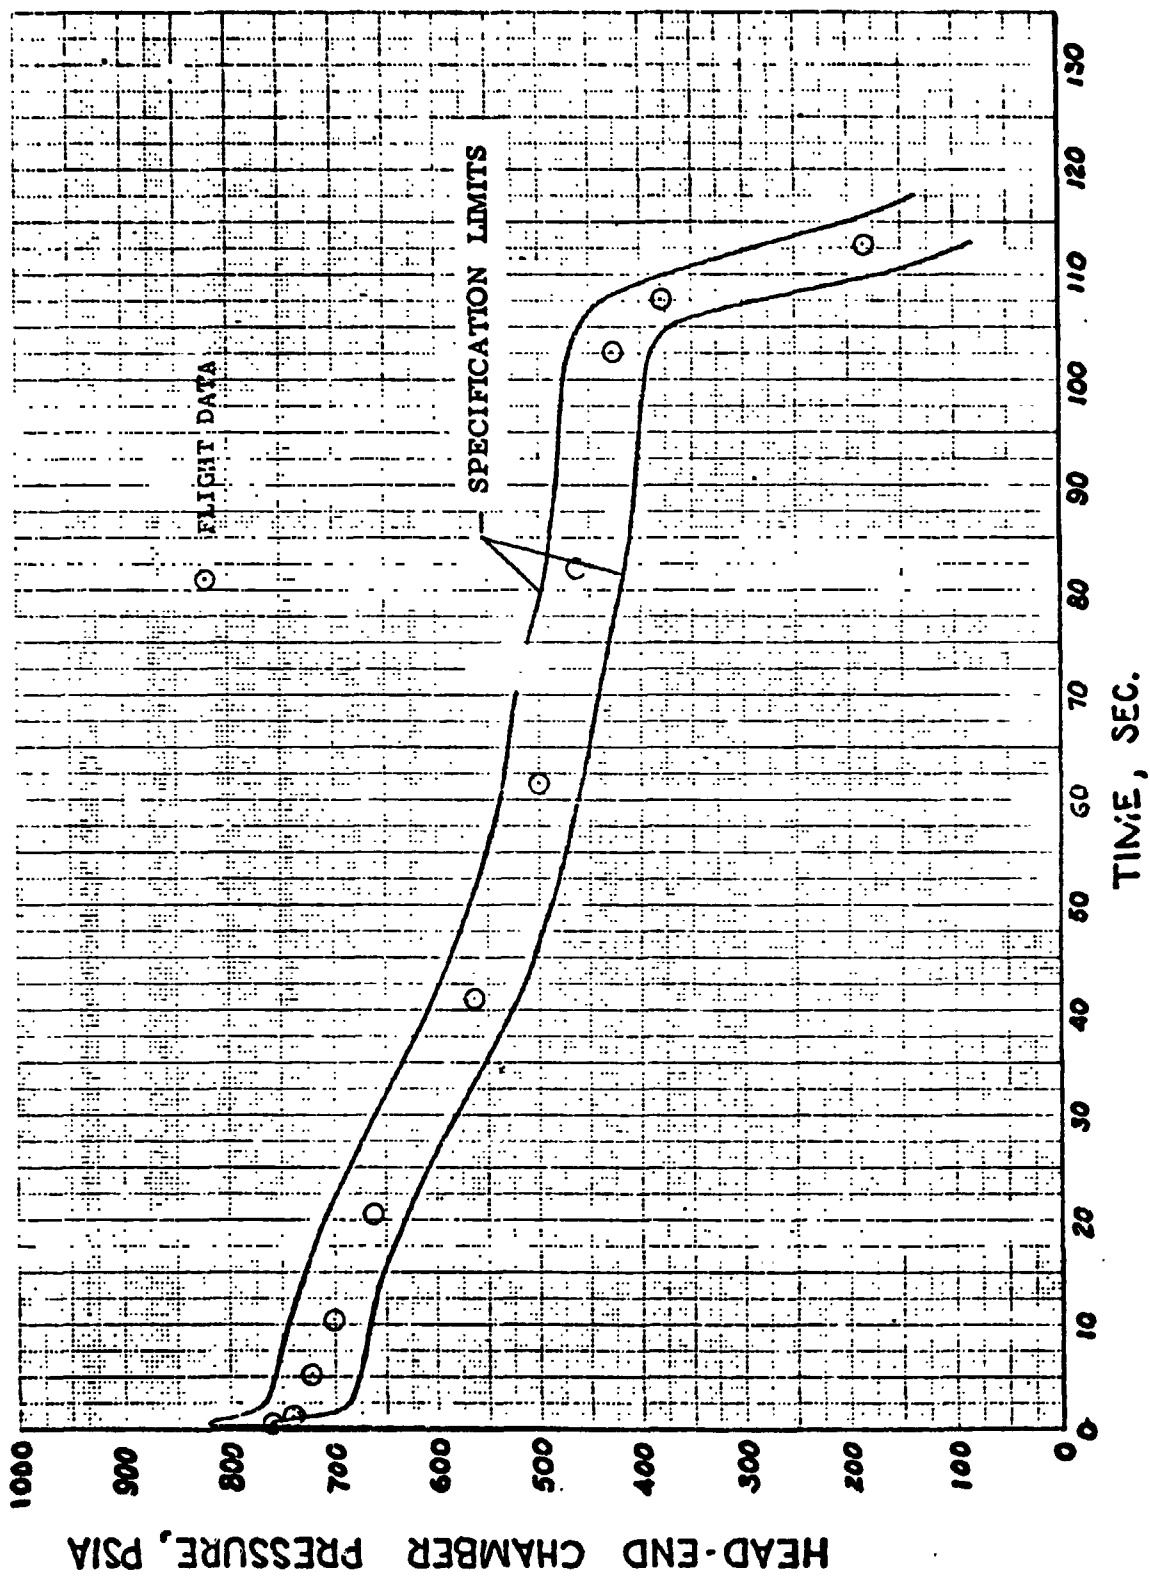 HEAD-END CHAMBER PRESSURE, PSIA
1000
900
800
700
600
500
400
300
200
100
0
FLIGHT DATA
SPECIFICATION LIMITS
0 10 20 30 40 50 60 70 80 90 100 110 120 130
TIME, SEC.